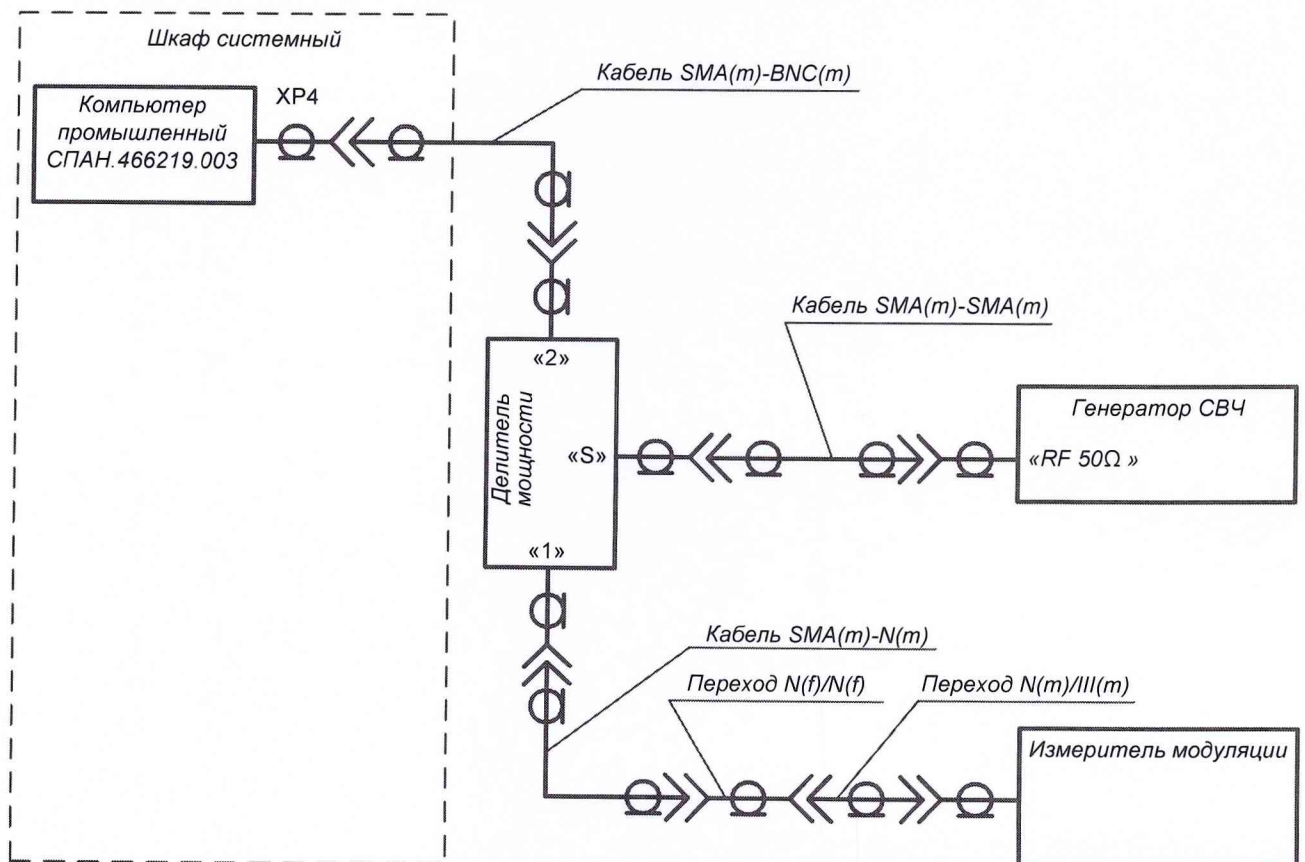 Шкаф системный
Компьютер
промышленный
СПАН.466219.003
XP4
Кабель SMA(m)-BNC(m)
«2»
Делитель
мощности
«S»
«1»
Кабель SMA(m)-SMA(m)
Генератор СВЧ
«RF 50Ω »
Кабель SMA(m)-N(m)
Переход N(f)/N(f)
Переход N(m)/III(m)
Измеритель модуляции